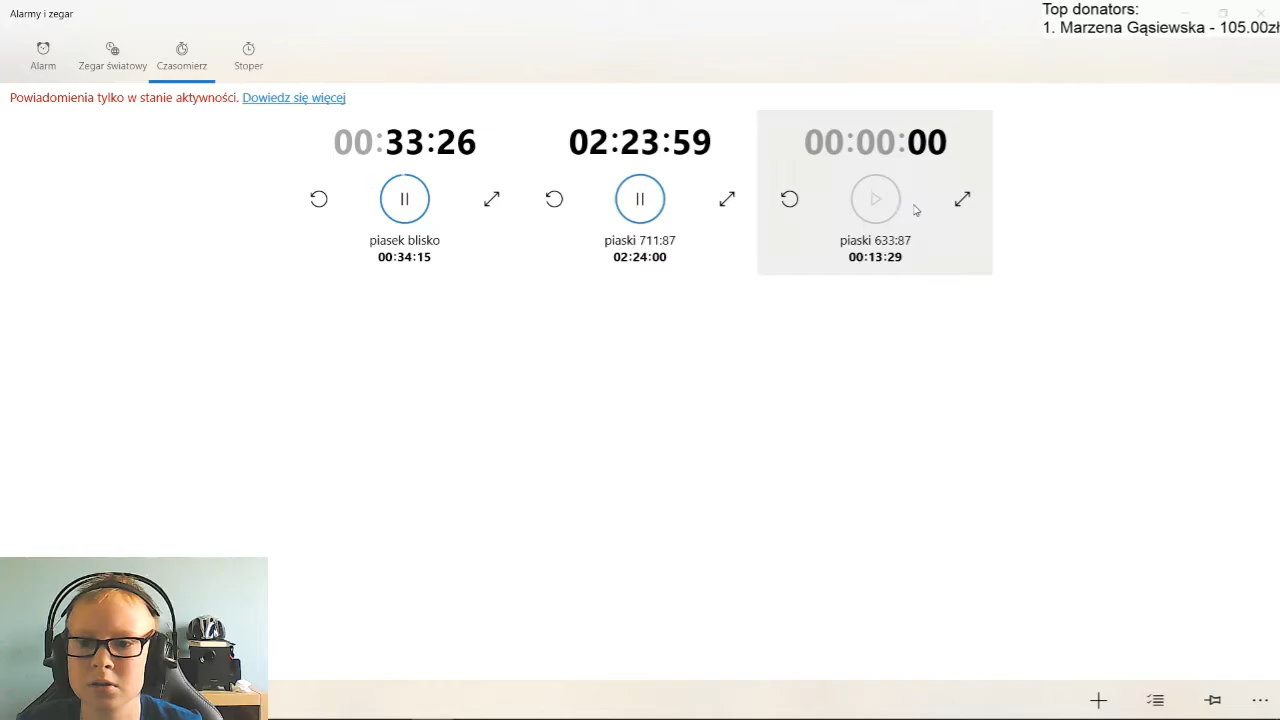 Alarmy i zegar
Top donators:
1. Marzena Gąsiewska - 105.00zł
Alarm
Zegar światowy
Czasomierz
Stoper
Powiadomienia tylko w stanie aktywności. Dowiedz się więcej
00:33:26
piasek blisko
00:34:15
02:23:59
piaski 711:87
02:24:00
00:00:00
piaski 633:87
00:13:29